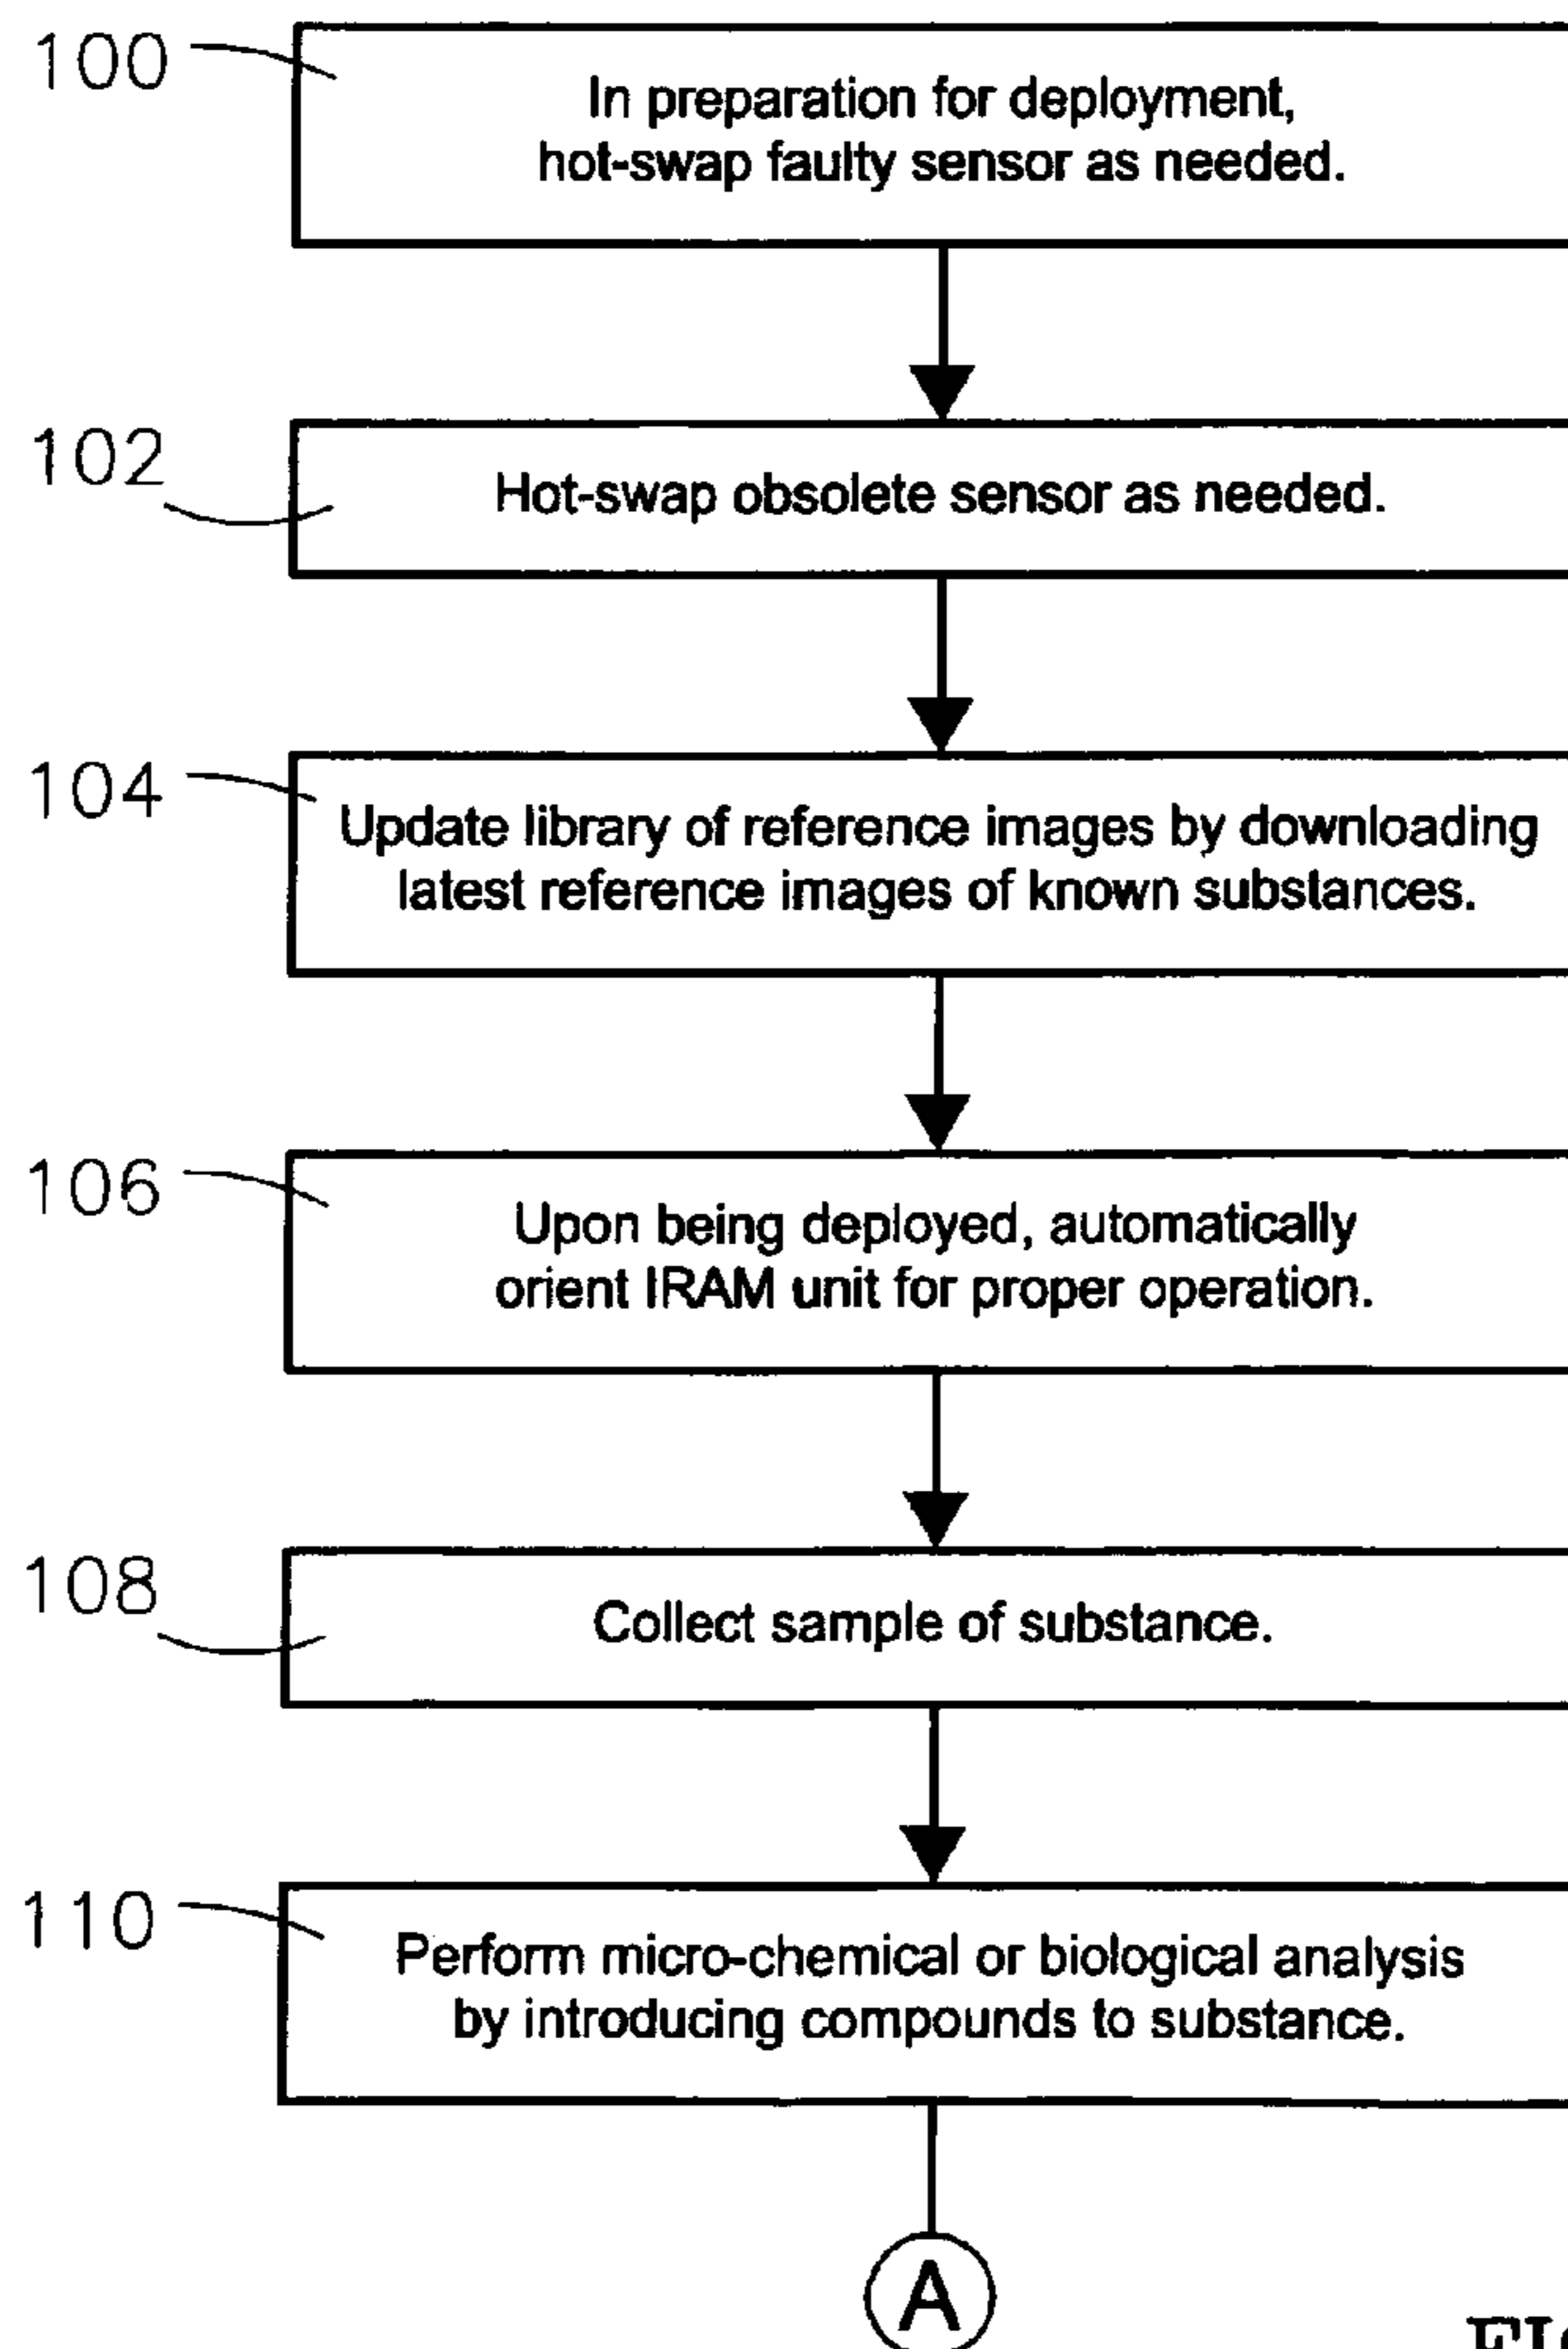 100
In preparation for deployment,
hot-swap faulty sensor as needed.
102
Hot-swap obsolete sensor as needed.
104
Update library of reference images by downloading
latest reference images of known substances.
106
Upon being deployed, automatically
orient IRAM unit for proper operation.
108
Collect sample of substance.
110
Perform micro-chemical or biological analysis
by introducing compounds to substance.
A